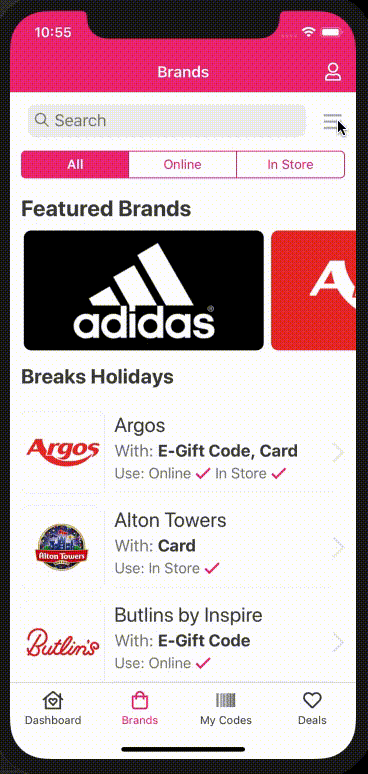 10:55
Brands
Search
All Online In Store
Featured Brands
adidas®
A
Breaks Holidays
Argos
Argos
With: E-Gift Code, Card
Use: Online In Store
Alton Towers
Alton Towers
With: Card
Use: In Store
Butlin's
Butlins by Inspire
With: E-Gift Code
Use: Online
Dashboard Brands My Codes Deals